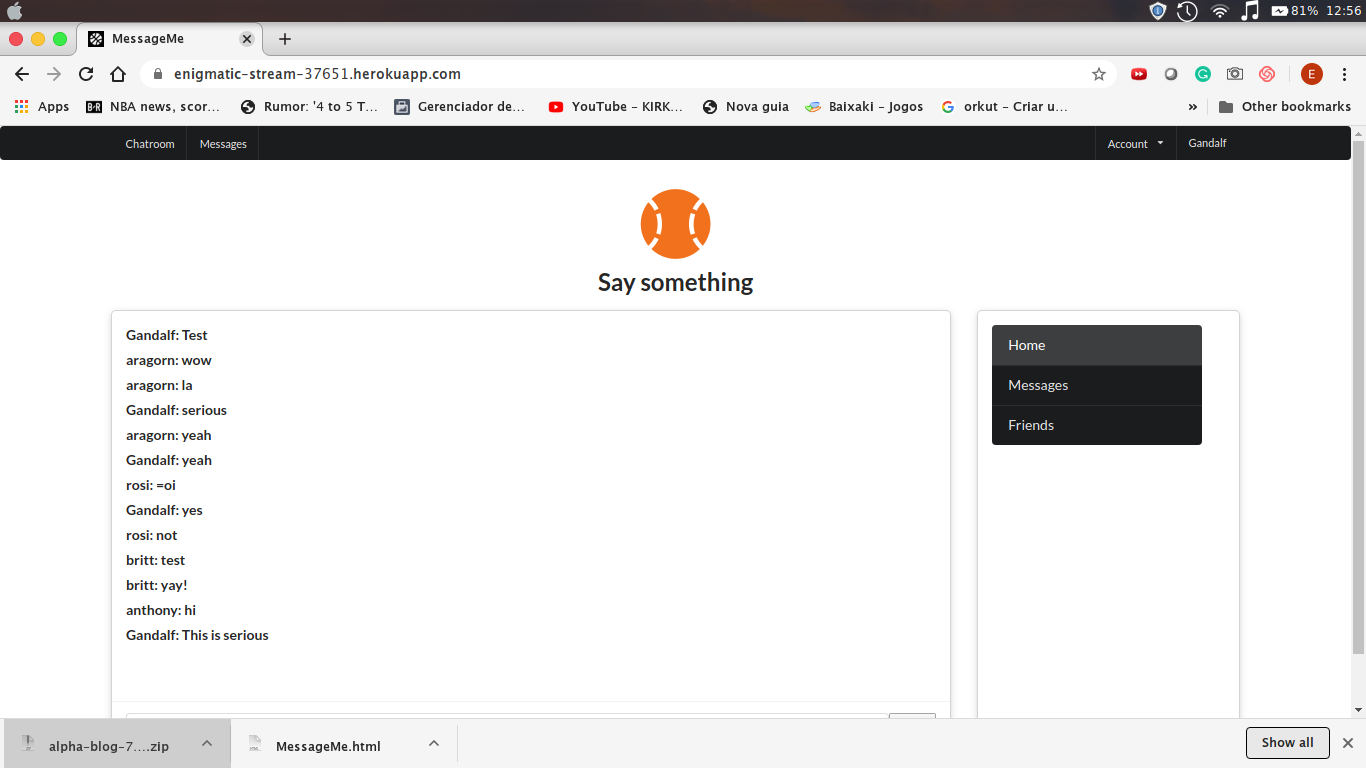 81% 12:56
MessageMe
enigmatic-stream-37651.herokuapp.com
E
Apps B·R NBA news, scor... Rumor: '4 to 5 T... Gerenciador de... YouTube – KIRK... Nova guia Baixaki – Jogos orkut – Criar u... » Other bookmarks
Chatroom Messages Account Gandalf
Say something
Gandalf: Test
aragorn: wow
aragorn: la
Gandalf: serious
aragorn: yeah
Gandalf: yeah
rosi: =oi
Gandalf: yes
rosi: not
britt: test
britt: yay!
anthony: hi
Gandalf: This is serious
Home
Messages
Friends
alpha-blog-7....zip MessageMe.html Show all